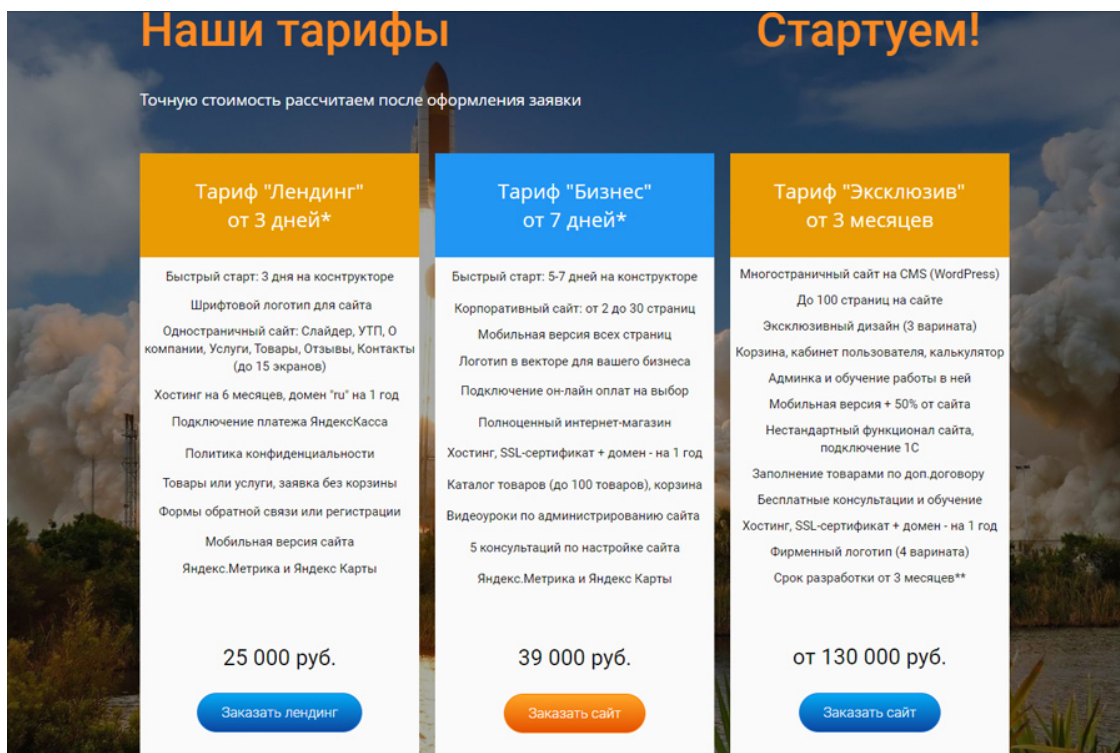 Наши тарифы
Стартуем!
Точную стоимость рассчитаем после оформления заявки
Тариф "Лендинг"
от 3 дней*
Быстрый старт: 3 дня на коснтрукторе
Шрифтовой логотип для сайта
Одностраничный сайт: Слайдер, УТП, О
компании, Услуги, Товары, Отзывы, Контакты
(до 15 экранов)
Хостинг на 6 месяцев, домен "ru" на 1 год
Подключение платежа ЯндексКасса
Политика конфиденциальности
Товары или услуги, заявка без корзины
Формы обратной связи или регистрации
Мобильная версия сайта
Яндекс.Метрика и Яндекс Карты
25 000 руб.
Заказать лендинг
Тариф "Бизнес"
от 7 дней*
Быстрый старт: 5-7 дней на конструкторе
Корпоративный сайт: от 2 до 30 страниц
Мобильная версия всех страниц
Логотип в векторе для вашего бизнеса
Подключение он-лайн оплат на выбор
Полноценный интернет-магазин
Хостинг, SSL-сертификат + домен - на 1 год
Каталог товаров (до 100 товаров), корзина
Видеоуроки по администрированию сайта
5 консультаций по настройке сайта
Яндекс.Метрика и Яндекс Карты
39 000 руб.
Заказать сайт
Тариф "Эксклюзив"
от 3 месяцев
Многостраничный сайт на CMS (WordPress)
До 100 страниц на сайте
Эксклюзивный дизайн (3 варината)
Корзина, кабинет пользователя, калькулятор
Админка и обучение работы в ней
Мобильная версия + 50% от сайта
Нестандартный функционал сайта,
подключение 1С
Заполнение товарами по доп.договору
Бесплатные консультации и обучение
Хостинг, SSL-сертификат + домен - на 1 год
Фирменный логотип (4 варината)
Срок разработки от 3 месяцев**
от 130 000 руб.
Заказать сайт